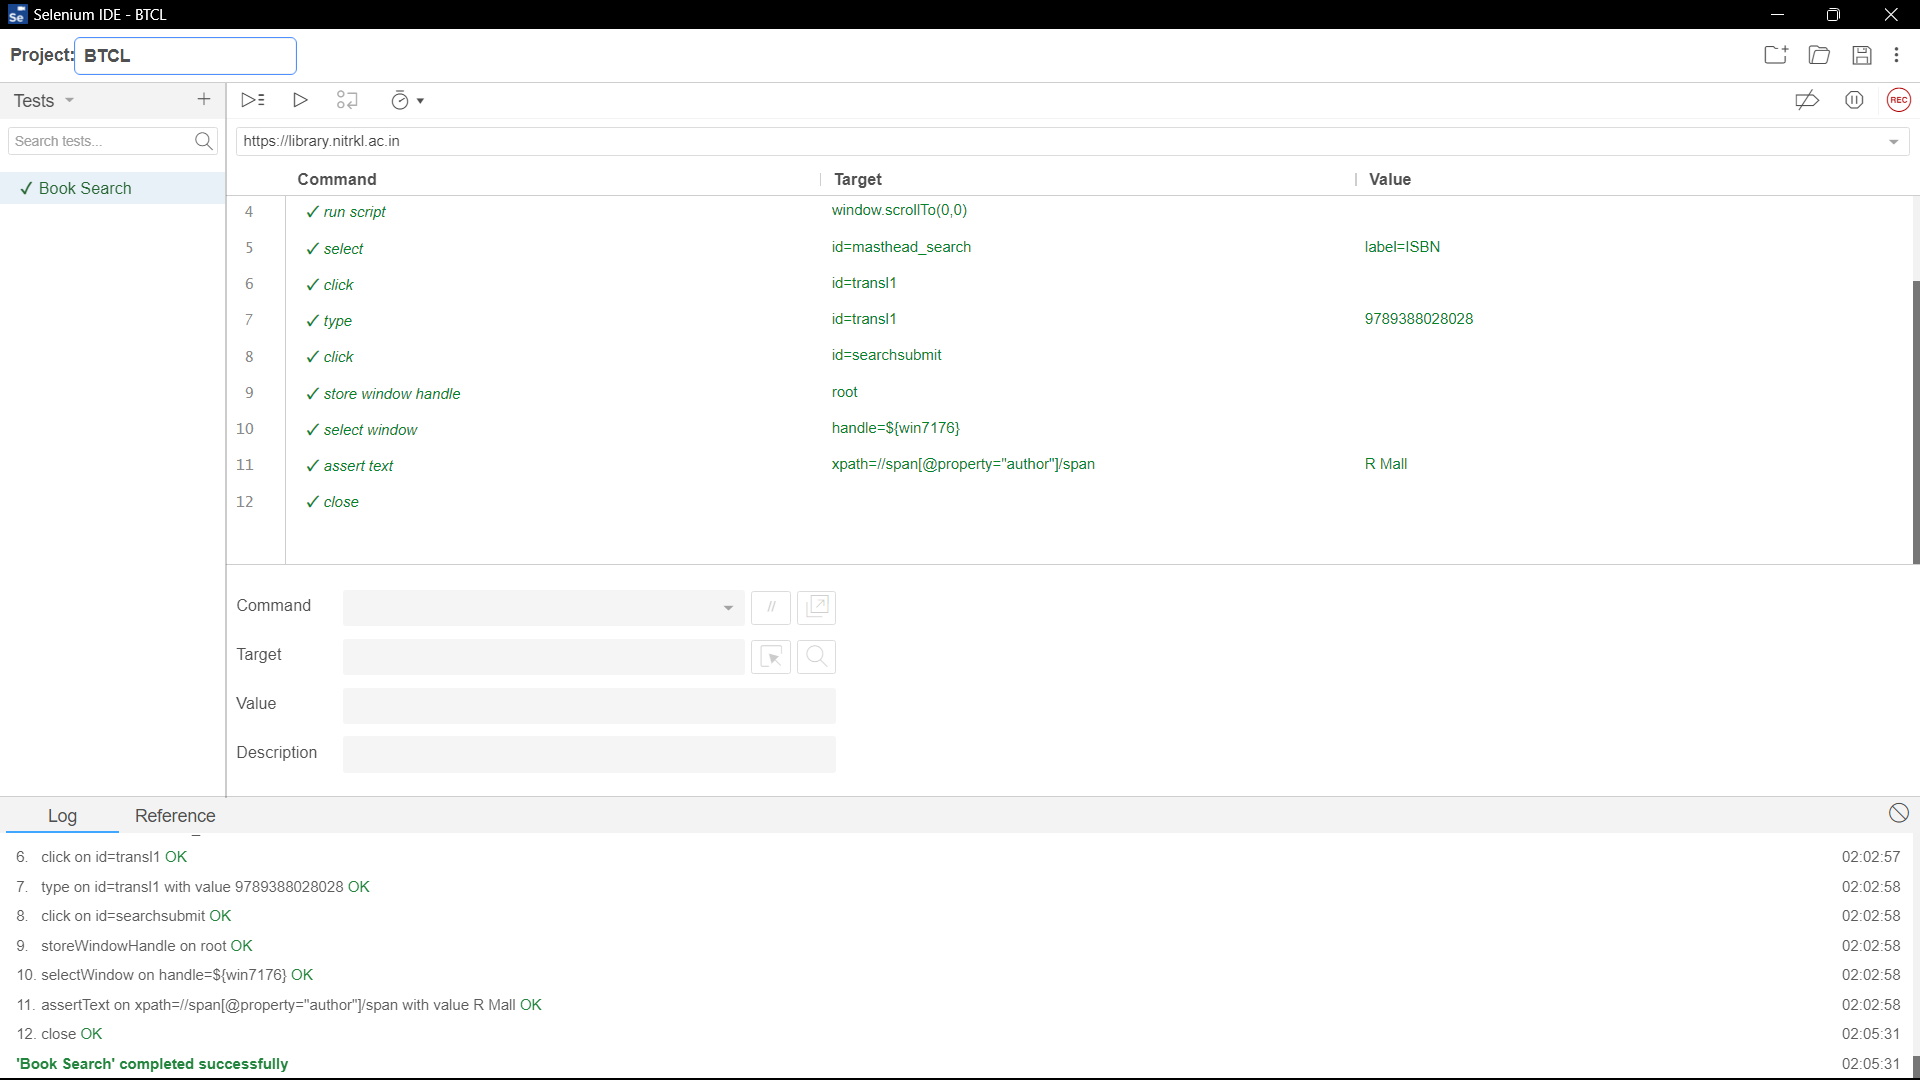 Selenium IDE - BTCL
Project: BTCL
Tests
Search tests...
✓ Book Search
REC
https://library.nitrkl.ac.in
Command Target Value
4 ✓ run script window.scrollTo(0,0)
5 ✓ select id=masthead_search label=ISBN
6 ✓ click id=transl1
7 ✓ type id=transl1 9789388028028
8 ✓ click id=searchsubmit
9 ✓ store window handle root
10 ✓ select window handle=${win7176}
11 ✓ assert text xpath=//span[@property="author"]/span R Mall
12 ✓ close
Command //
Target
Value
Description
Log Reference
6. click on id=transl1 OK 02:02:57
7. type on id=transl1 with value 9789388028028 OK 02:02:58
8. click on id=searchsubmit OK 02:02:58
9. storeWindowHandle on root OK 02:02:58
10. selectWindow on handle=${win7176} OK 02:02:58
11. assertText on xpath=//span[@property="author"]/span with value R Mall OK 02:02:58
12. close OK 02:05:31
'Book Search' completed successfully 02:05:31